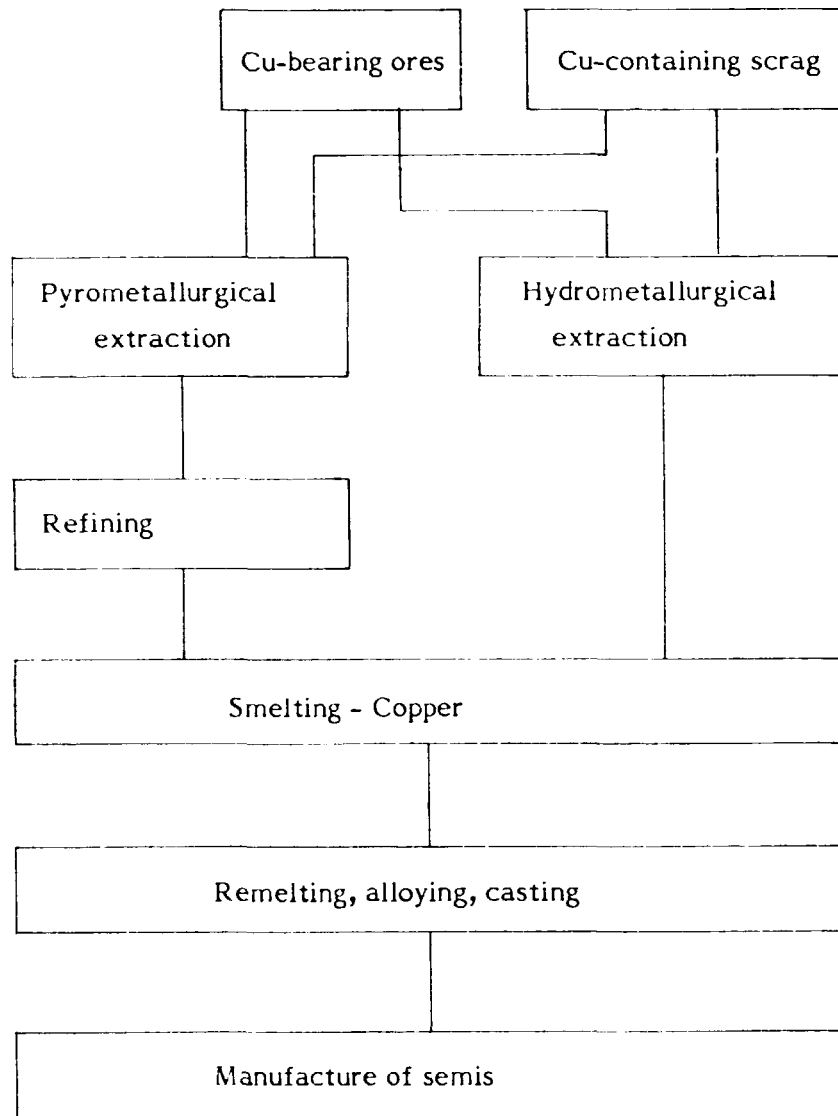 Cu-bearing ores
Cu-containing scrag
Pyrometallurgical
extraction
Hydrometallurgical
extraction
Refining
Smelting - Copper
Remelting, alloying, casting
Manufacture of semis